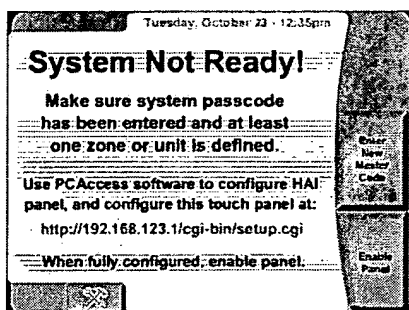 Tuesday, October 23 - 12:35pm
System Not Ready!
Make sure system passcode
has been entered and at least
one zone or unit is defined.
Use PCAccess software to configure HAI
panel, and configure this touch panel at:
http://192.168.123.1/cgi-bin/setup.cgi
When fully configured, enable panel.
Enter
New
Master
Code
Enable
Panel